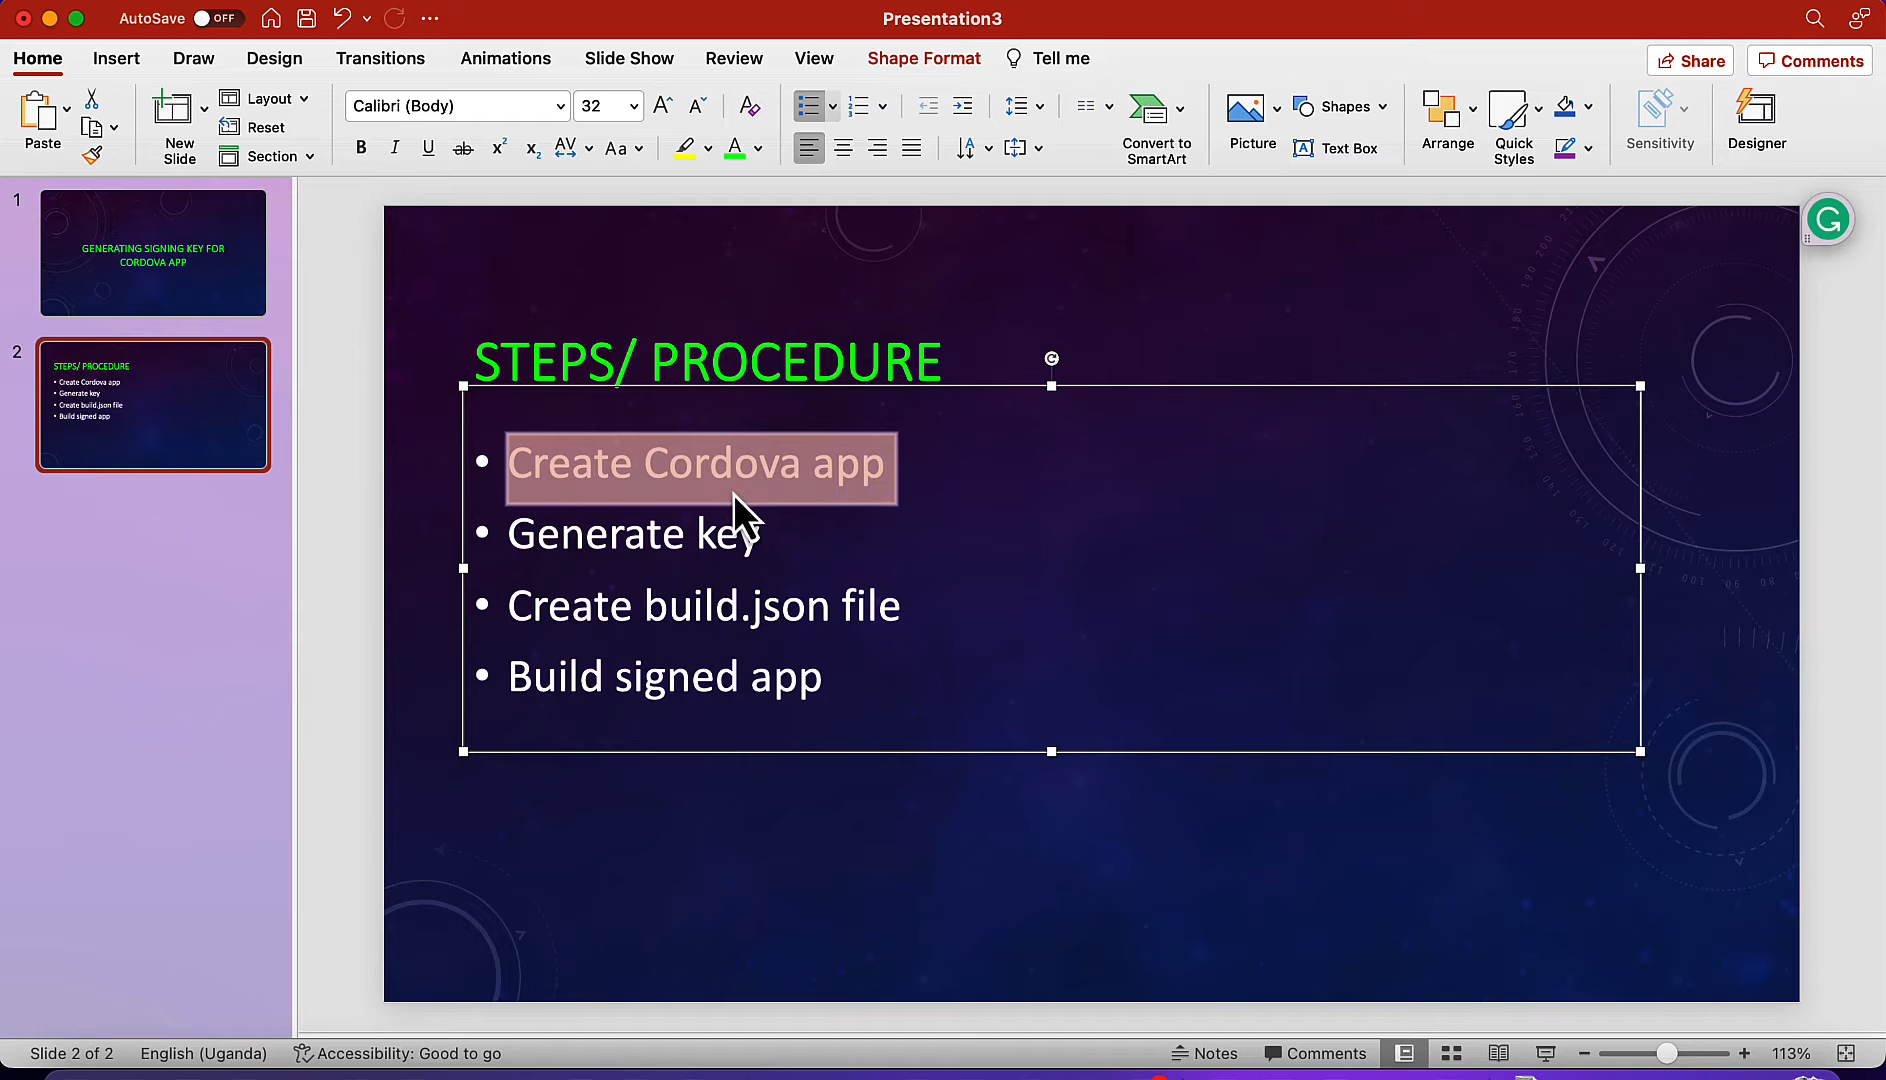 AutoSave OFF
Presentation3
Home Insert Draw Design Transitions Animations Slide Show Review View Shape Format Tell me
Share Comments
Paste
New Slide
Layout
Reset
Section
Calibri (Body) 32
Convert to SmartArt
Picture
Shapes
Text Box
Arrange
Quick Styles
Sensitivity
Designer
1
GENERATING SIGNING KEY FOR
CORDOVA APP
2
STEPS/ PROCEDURE
• Create Cordova app
• Generate key
• Create build.json file
• Build signed app
STEPS/ PROCEDURE
• Create Cordova app
• Generate key
• Create build.json file
• Build signed app
Slide 2 of 2 English (Uganda) Accessibility: Good to go Notes Comments 113%